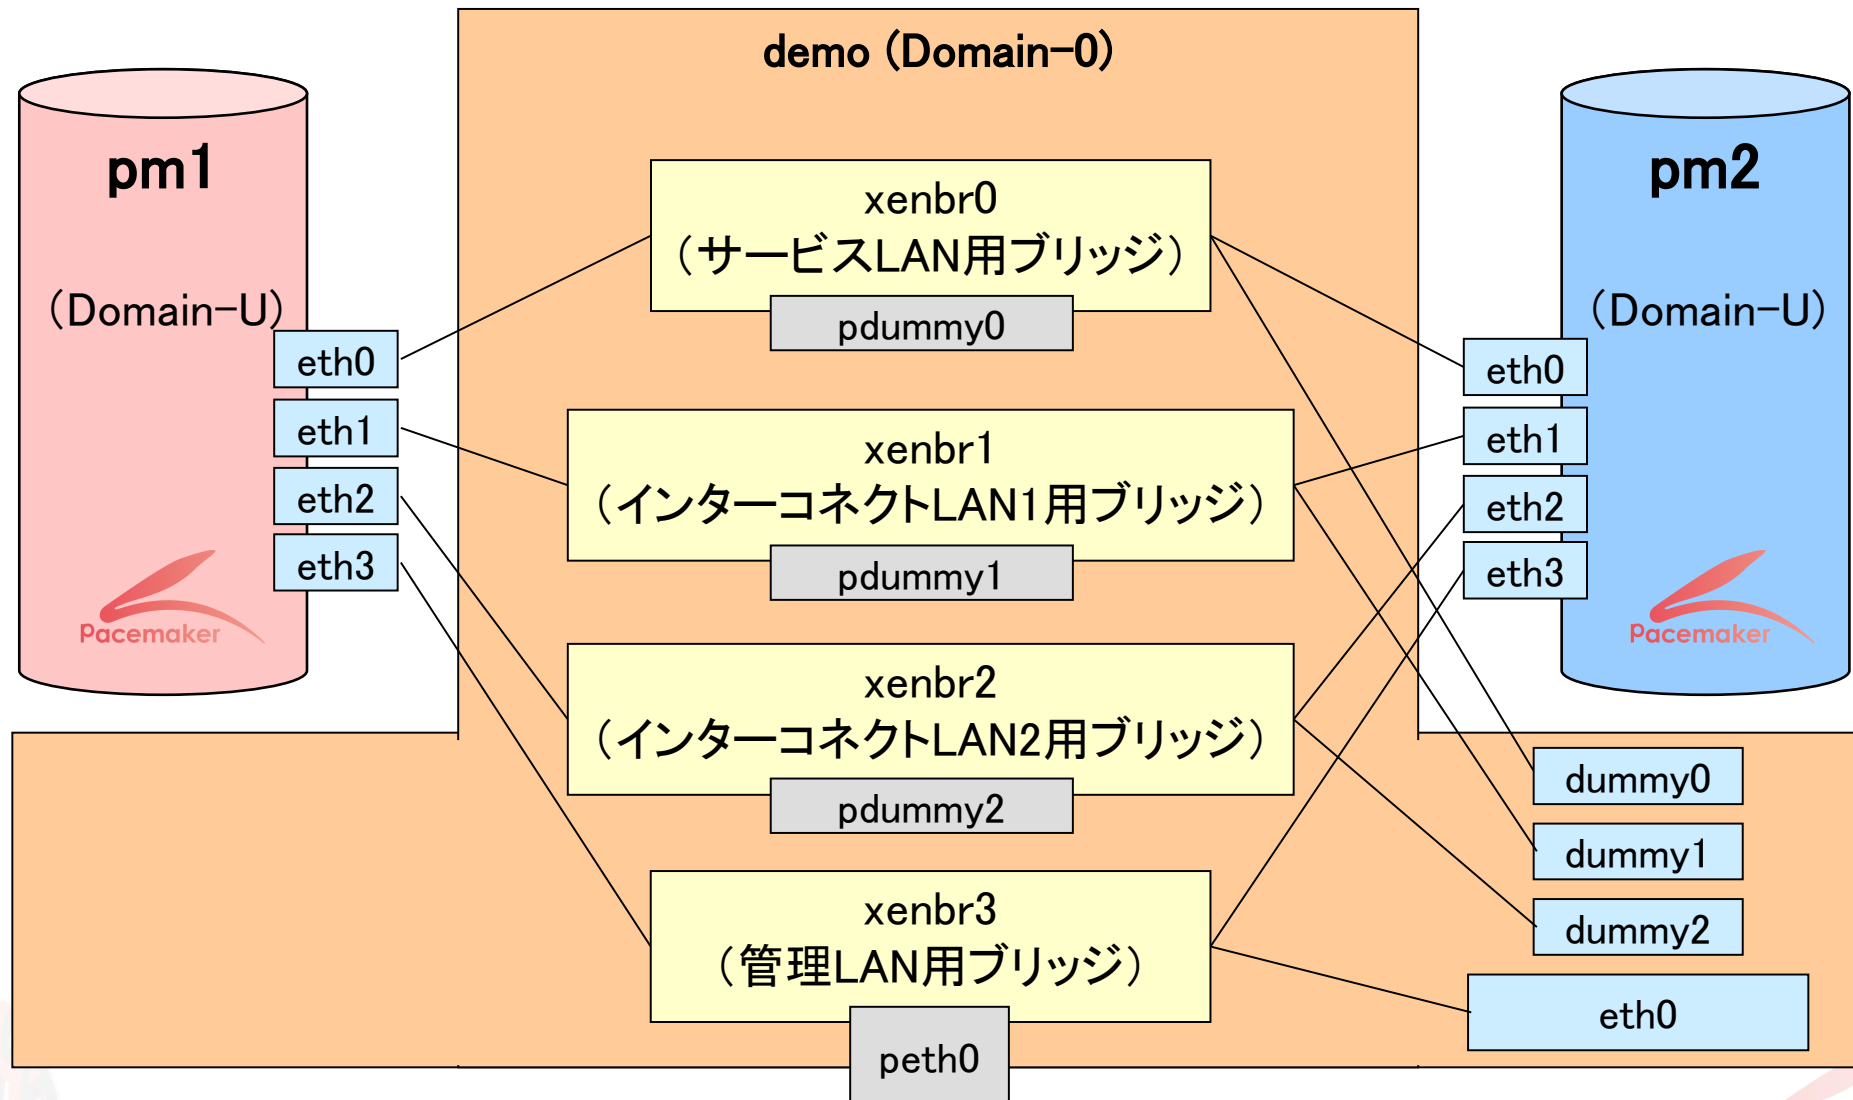 demo (Domain-0)
pm1
(Domain-U)
eth0
eth1
eth2
eth3
Pacemaker
xenbr0
(サービスLAN用ブリッジ)
pdummy0
xenbr1
(インターコネクトLAN1用ブリッジ)
pdummy1
xenbr2
(インターコネクトLAN2用ブリッジ)
pdummy2
xenbr3
(管理LAN用ブリッジ)
peth0
pm2
(Domain-U)
eth0
eth1
eth2
eth3
Pacemaker
dummy0
dummy1
dummy2
eth0